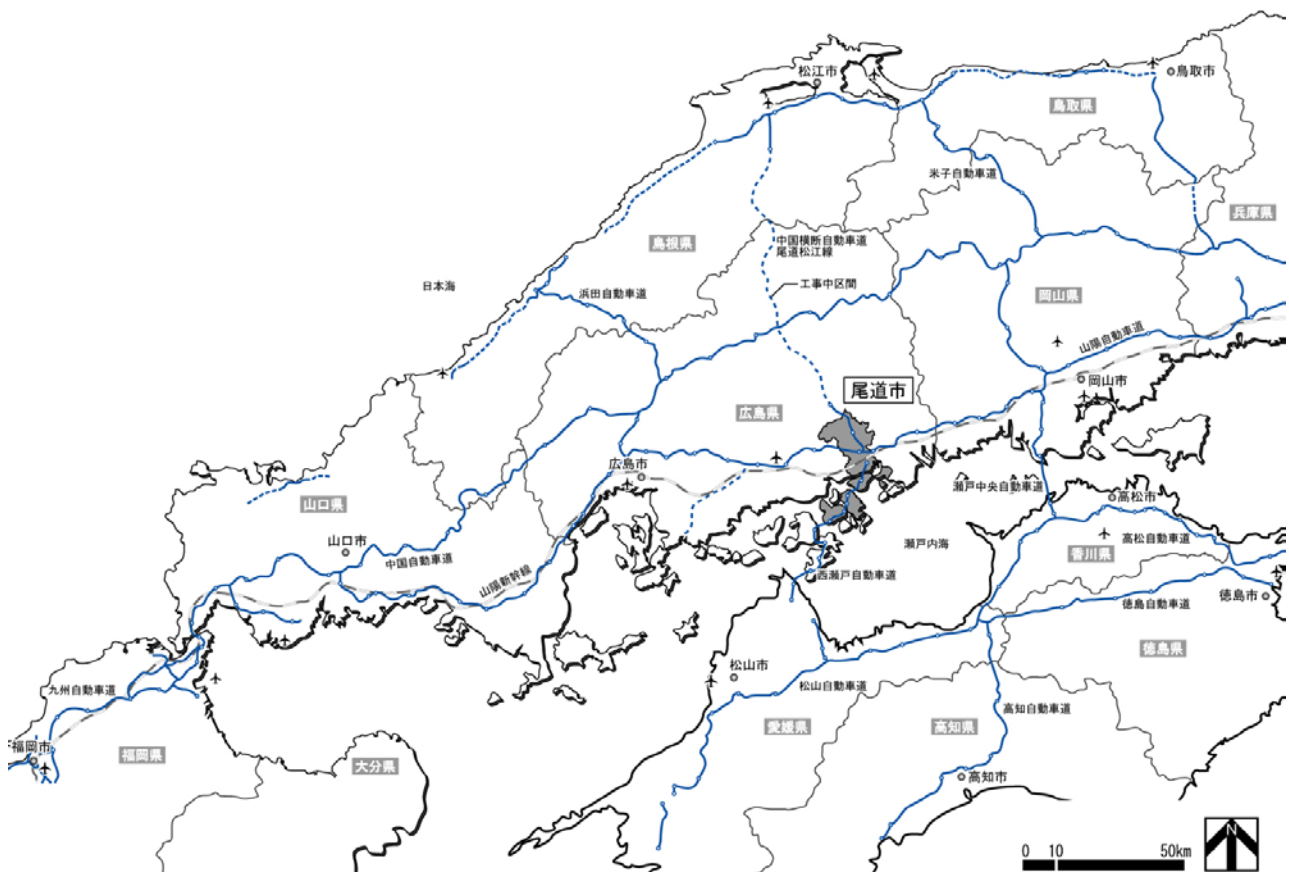 松江市
鳥取市
鳥取県
米子自動車道
兵庫県
島根県
中国横断自動車道
尾道松江線
工事中区間
日本海
浜田自動車道
岡山県
山陽自動車道
岡山市
尾道市
広島県
広島市
瀬戸中央自動車道
高松市
山口県
山口市
中国自動車道
山陽新幹線
瀬戸内海
高松自動車道
香川県
西瀬戸自動車道
徳島自動車道
徳島市
徳島県
松山市
松山自動車道
九州自動車道
高知自動車道
愛媛県
高知県
福岡市
福岡県
大分県
高知市
N
0 10 50km